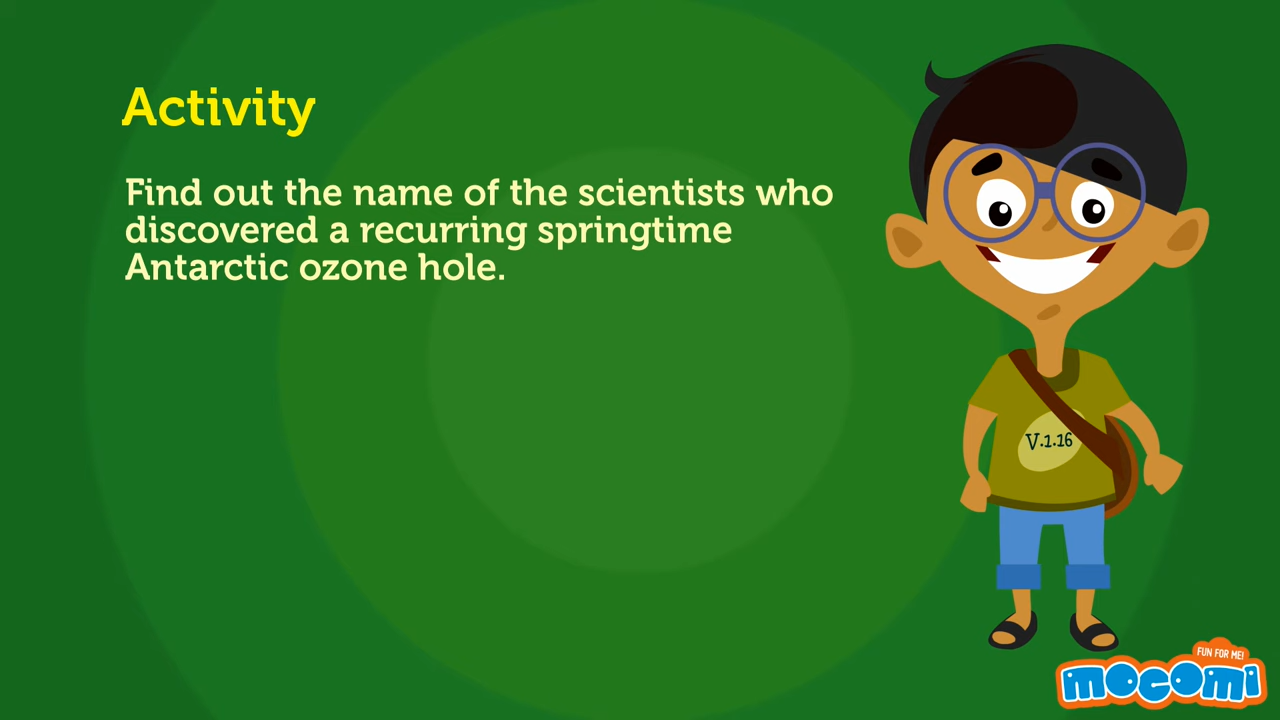 Activity
Find out the name of the scientists who
discovered a recurring springtime
Antarctic ozone hole.
V.1.16
FUN FOR ME!
mocomi